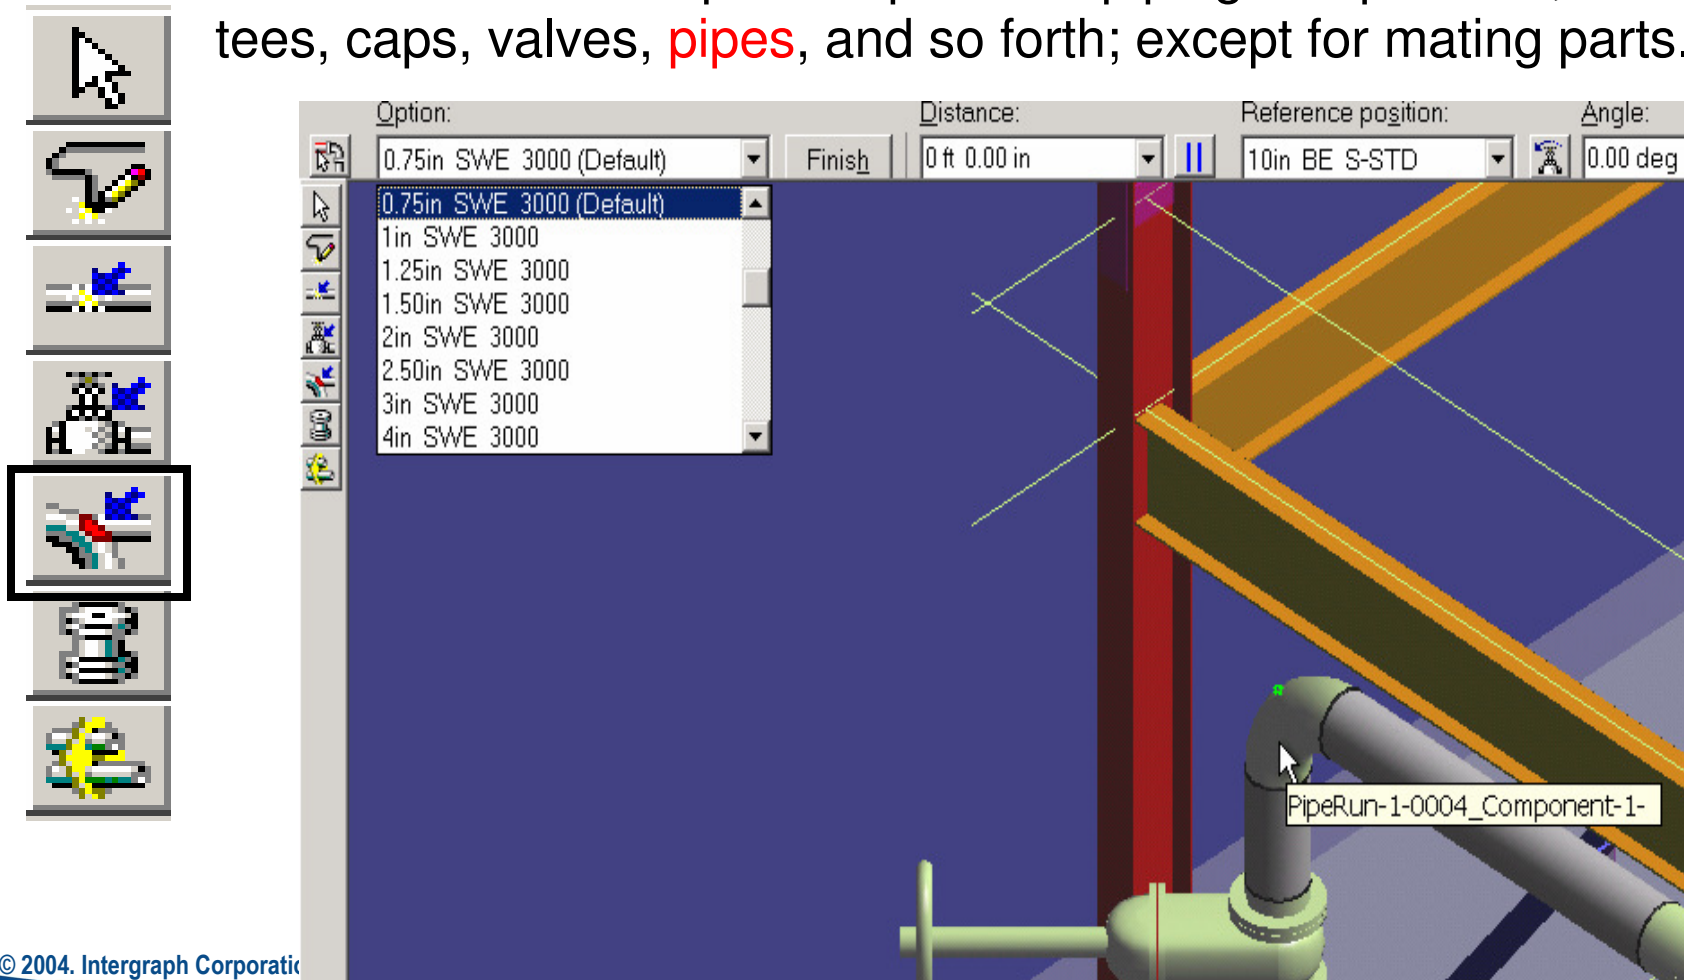 tees, caps, valves, pipes, and so forth; except for mating parts.
Option: Distance: Reference position: Angle:
0.75in SWE 3000 (Default) Finish 0 ft 0.00 in 10in BE S-STD 0.00 deg
0.75in SWE 3000 (Default)
1in SWE 3000
1.25in SWE 3000
1.50in SWE 3000
2in SWE 3000
2.50in SWE 3000
3in SWE 3000
4in SWE 3000
PipeRun-1-0004_Component-1-
© 2004. Intergraph